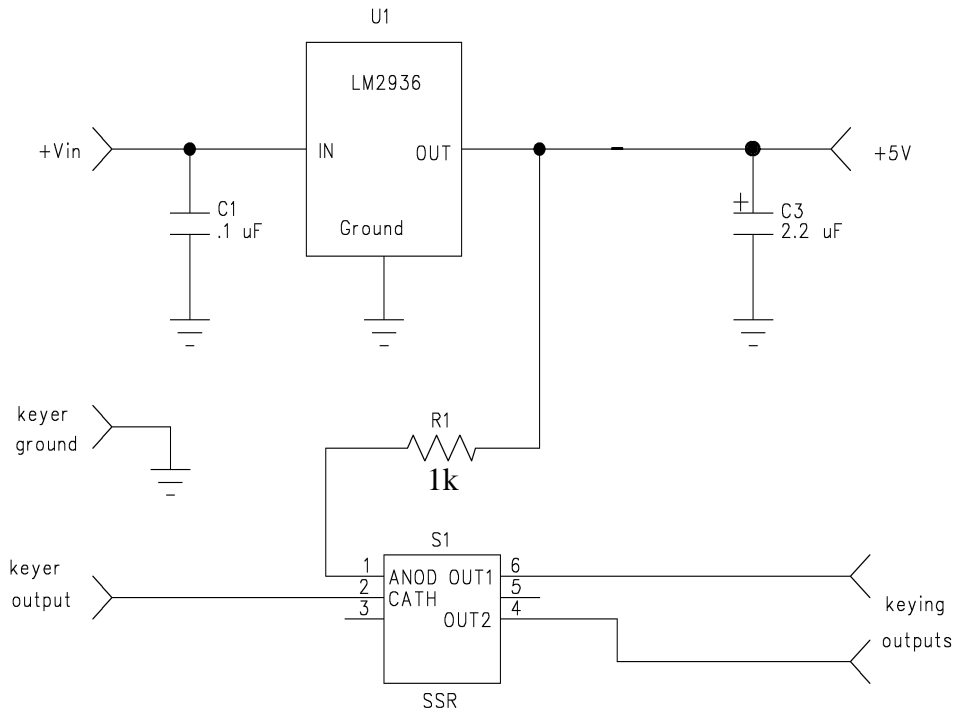 U1
LM2936
+Vin
IN
OUT
+5V
C1
.1 uF
Ground
+
C3
2.2 uF
keyer
ground
R1
1k
S1
keyer
output
1
2
3
ANOD
CATH
OUT1
OUT2
6
5
4
keying
outputs
SSR